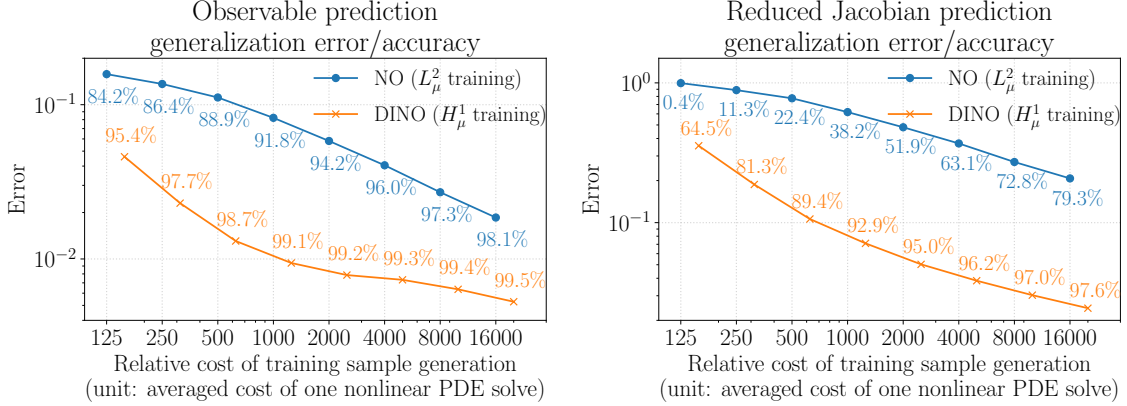 Observable prediction
generalization error/accuracy
NO (L²_μ training)
DINO (H¹_μ training)
84.2%
86.4%
88.9%
91.8%
94.2%
96.0%
97.3%
98.1%
95.4%
97.7%
98.7%
99.1%
99.2%
99.3%
99.4%
99.5%
10⁻¹
10⁻²
Error
125 250 500 1000 2000 4000 8000 16000
Relative cost of training sample generation
(unit: averaged cost of one nonlinear PDE solve)
Reduced Jacobian prediction
generalization error/accuracy
NO (L²_μ training)
DINO (H¹_μ training)
0.4%
11.3%
22.4%
38.2%
51.9%
63.1%
72.8%
79.3%
64.5%
81.3%
89.4%
92.9%
95.0%
96.2%
97.0%
97.6%
10⁰
10⁻¹
Error
125 250 500 1000 2000 4000 8000 16000
Relative cost of training sample generation
(unit: averaged cost of one nonlinear PDE solve)